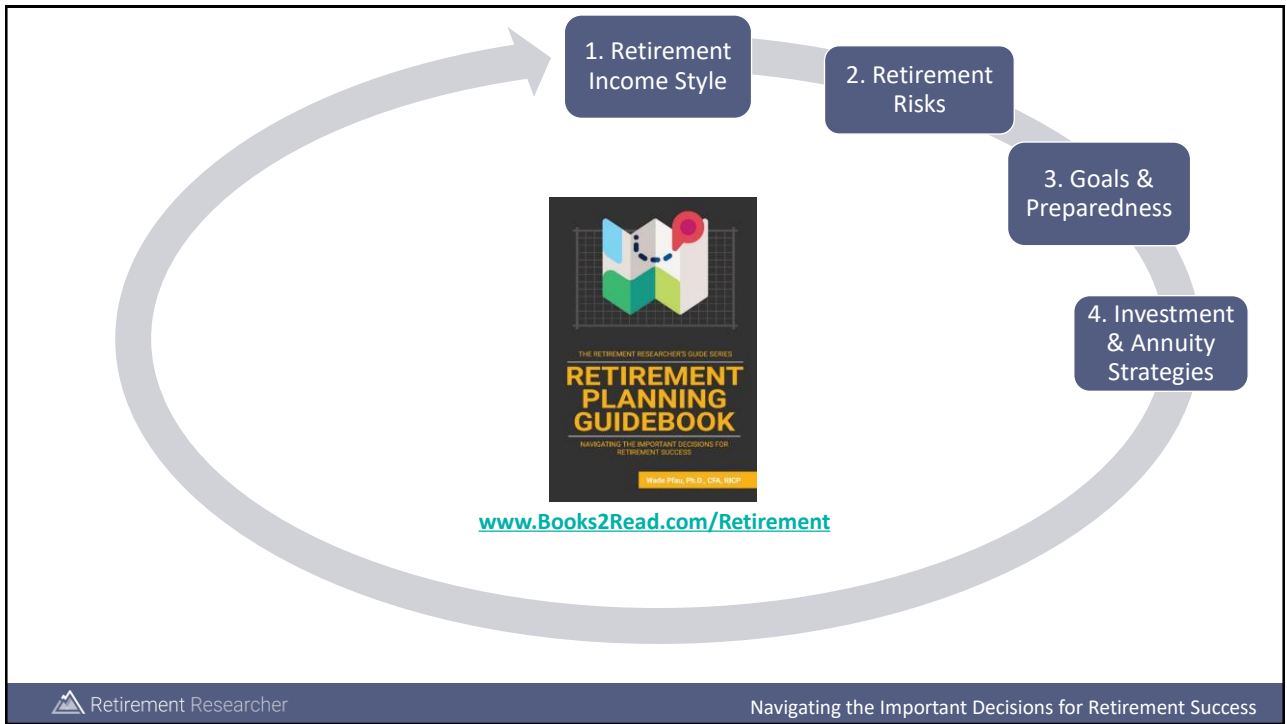 1. Retirement
Income Style
2. Retirement
Risks
3. Goals &
Preparedness
4. Investment
& Annuity
Strategies
THE RETIREMENT RESEARCHER'S GUIDE SERIES
RETIREMENT
PLANNING
GUIDEBOOK
NAVIGATING THE IMPORTANT DECISIONS FOR
RETIREMENT SUCCESS
Wade Pfau, Ph.D., CFA, RICP
www.Books2Read.com/Retirement
Retirement Researcher
Navigating the Important Decisions for Retirement Success